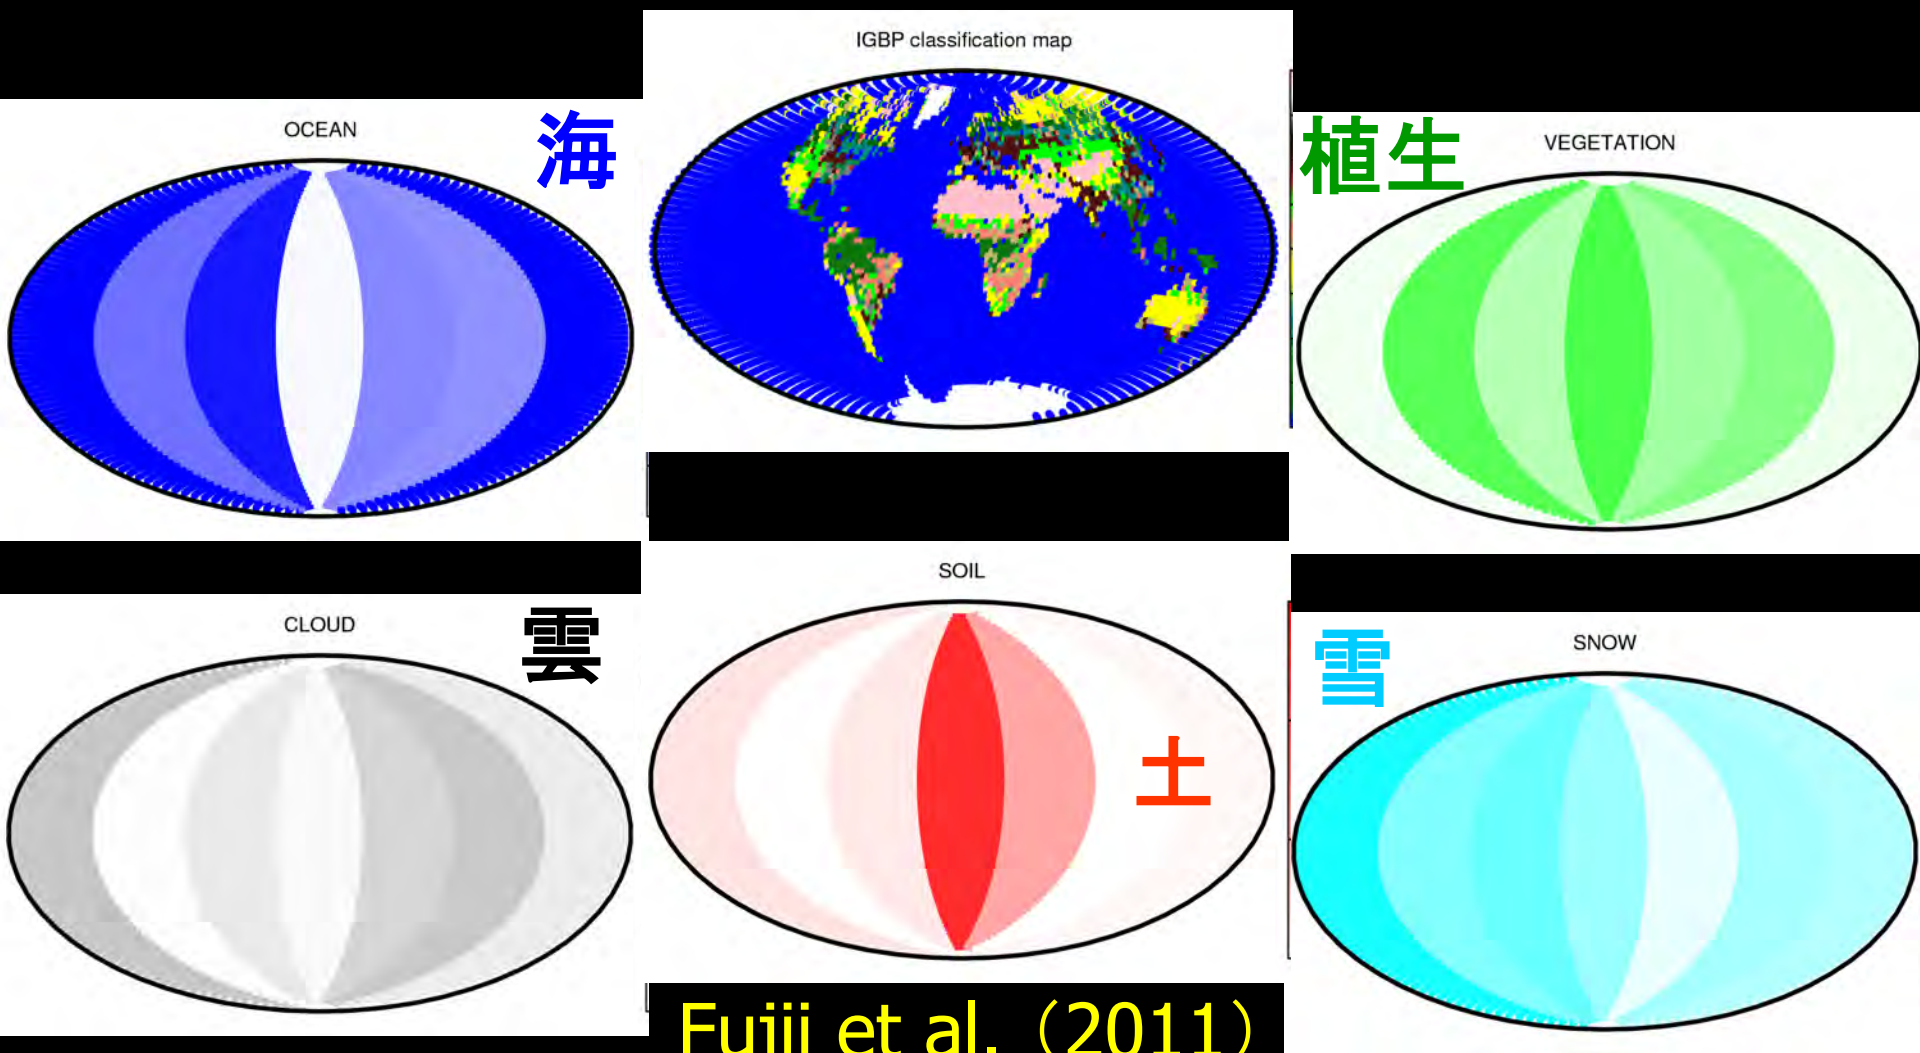 IGBP classification map
OCEAN
海
植生
VEGETATION
CLOUD
雲
SOIL
土
雪
SNOW
Fujii et al.（2011）